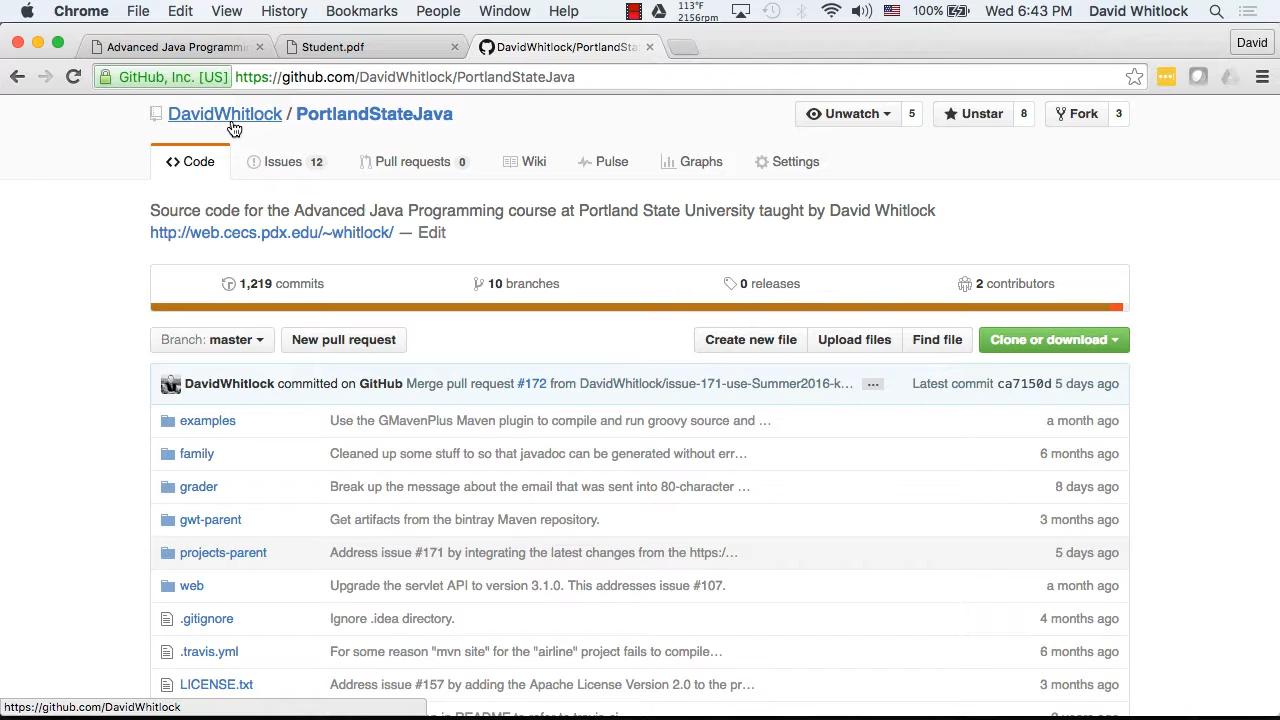 Chrome File Edit View History Bookmarks People Window Help 113°F 2156rpm 100% Wed 6:43 PM David Whitlock
Advanced Java Programmi Student.pdf DavidWhitlock/PortlandSta David
GitHub, Inc. [US] https://github.com/DavidWhitlock/PortlandStateJava
DavidWhitlock / PortlandStateJava Unwatch 5 Unstar 8 Fork 3
Code Issues 12 Pull requests 0 Wiki Pulse Graphs Settings
Source code for the Advanced Java Programming course at Portland State University taught by David Whitlock
http://web.cecs.pdx.edu/~whitlock/ — Edit
1,219 commits 10 branches 0 releases 2 contributors
Branch: master New pull request Create new file Upload files Find file Clone or download
DavidWhitlock committed on GitHub Merge pull request #172 from DavidWhitlock/issue-171-use-Summer2016-k… ... Latest commit ca7150d 5 days ago
examples Use the GMavenPlus Maven plugin to compile and run groovy source and … a month ago
family Cleaned up some stuff to so that javadoc can be generated without err… 6 months ago
grader Break up the message about the email that was sent into 80-character … 8 days ago
gwt-parent Get artifacts from the bintray Maven repository. 3 months ago
projects-parent Address issue #171 by integrating the latest changes from the https:/… 5 days ago
web Upgrade the servlet API to version 3.1.0. This addresses issue #107. a month ago
.gitignore Ignore .idea directory. 4 months ago
.travis.yml For some reason "mvn site" for the "airline" project fails to compile… 6 months ago
LICENSE.txt Address issue #157 by adding the Apache License Version 2.0 to the pr… 3 months ago
https://github.com/DavidWhitlock